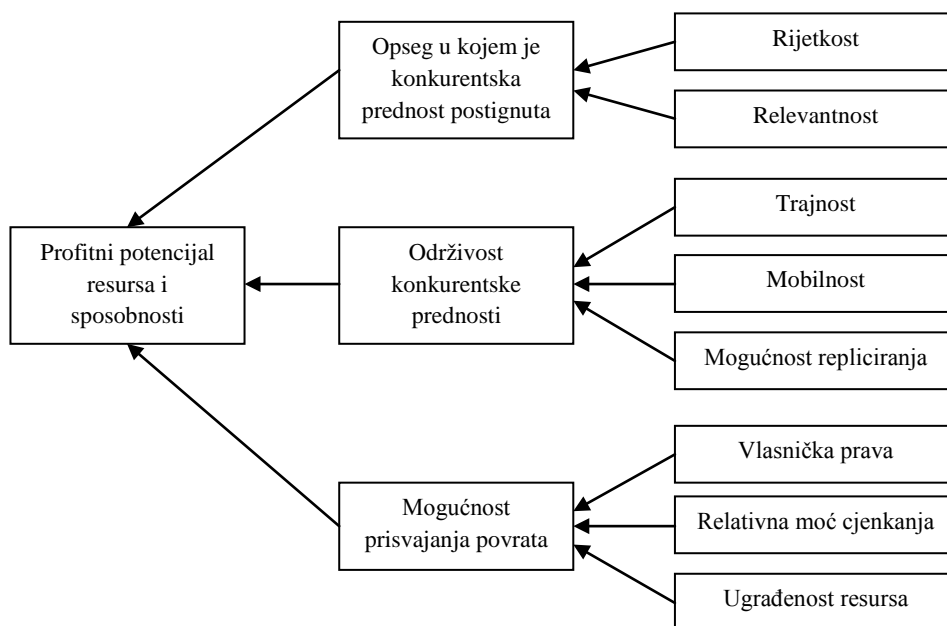 Profitni potencijal
resursa i
sposobnosti
Opseg u kojem je
konkurentska
prednost postignuta
Rijetkost
Relevantnost
Održivost
konkurentske
prednosti
Trajnost
Mobilnost
Mogućnost repliciranja
Mogućnost
prisvajanja povrata
Vlasnička prava
Relativna moć cjenkanja
Ugrađenost resursa